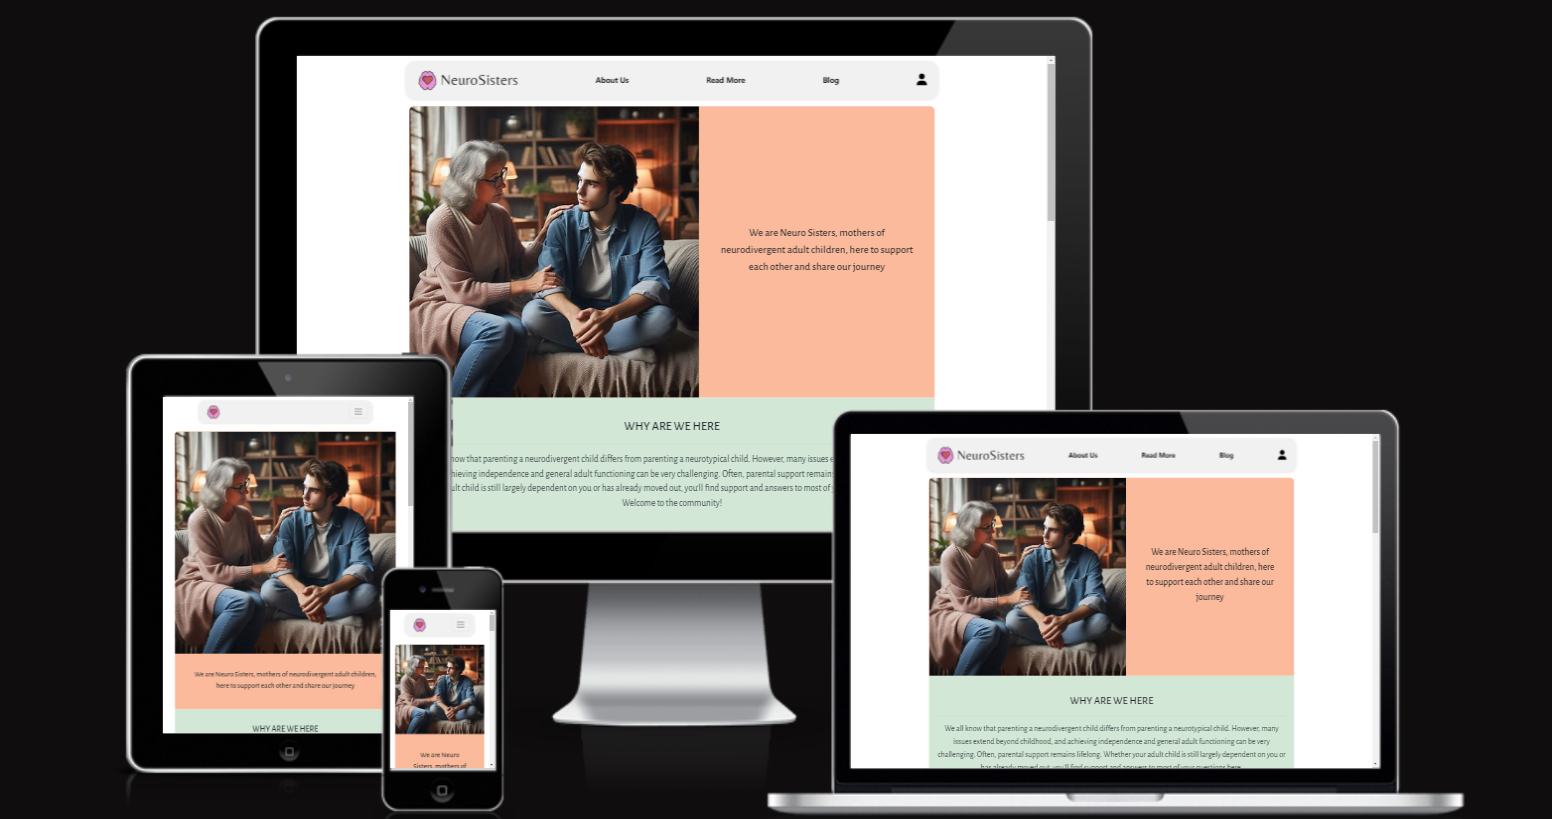 NeuroSisters
About Us
Read More
Blog
We are Neuro Sisters, mothers of
neurodivergent adult children, here to support
each other and share our journey
WHY ARE WE HERE
now that parenting a neurodivergent child differs from parenting a neurotypical child. However, many issues
hieving independence and general adult functioning can be very challenging. Often, parental support remains
ult child is still largely dependent on you or has already moved out, you'll find support and answers to most of
Welcome to the community!
We are Neuro Sisters, mothers of neurodivergent adult children,
here to support each other and share our journey
WHY ARE WE HERE
We are Neuro
Sisters, mothers of
NeuroSisters
About Us
Read More
Blog
We are Neuro Sisters, mothers of
neurodivergent adult children, here
to support each other and share our
journey
WHY ARE WE HERE
We all know that parenting a neurodivergent child differs from parenting a neurotypical child. However, many
issues extend beyond childhood, and achieving independence and general adult functioning can be very
challenging. Often, parental support remains lifelong. Whether your adult child is still largely dependent on you or
has already moved out, you'll find support and answers to most of your questions here.